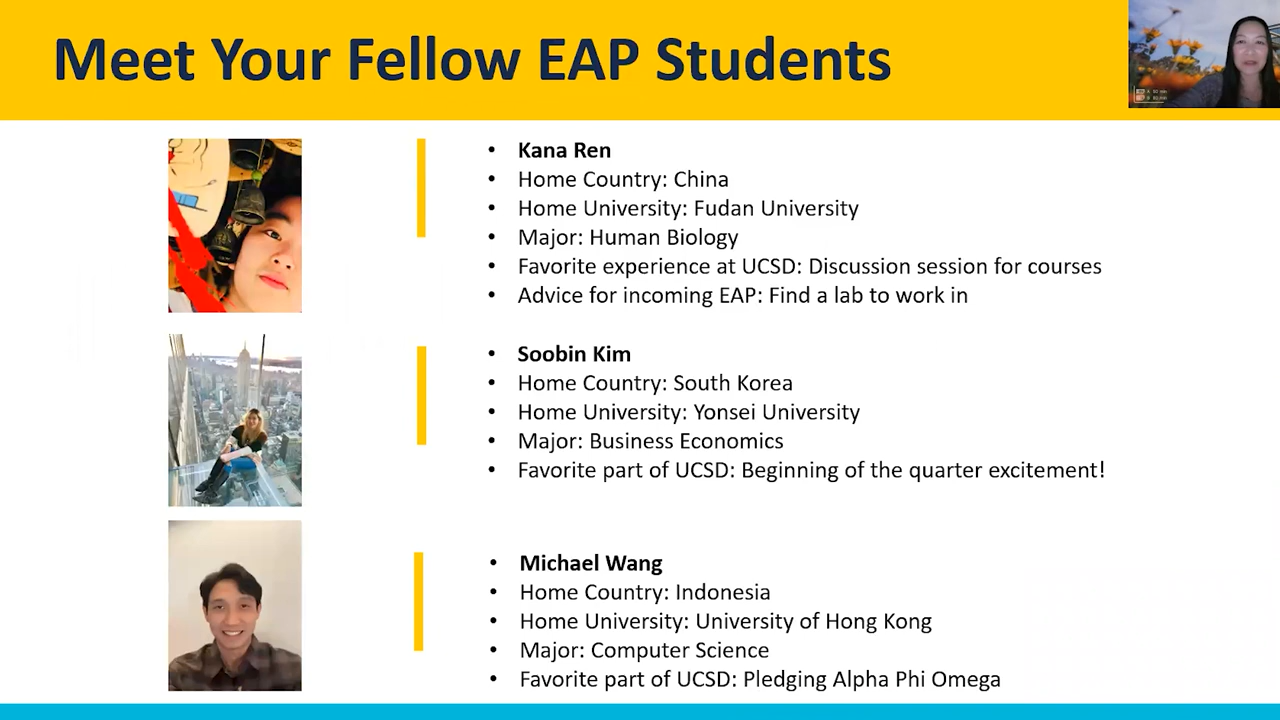 Meet Your Fellow EAP Students
• Kana Ren
• Home Country: China
• Home University: Fudan University
• Major: Human Biology
• Favorite experience at UCSD: Discussion session for courses
• Advice for incoming EAP: Find a lab to work in
• Soobin Kim
• Home Country: South Korea
• Home University: Yonsei University
• Major: Business Economics
• Favorite part of UCSD: Beginning of the quarter excitement!
• Michael Wang
• Home Country: Indonesia
• Home University: University of Hong Kong
• Major: Computer Science
• Favorite part of UCSD: Pledging Alpha Phi Omega